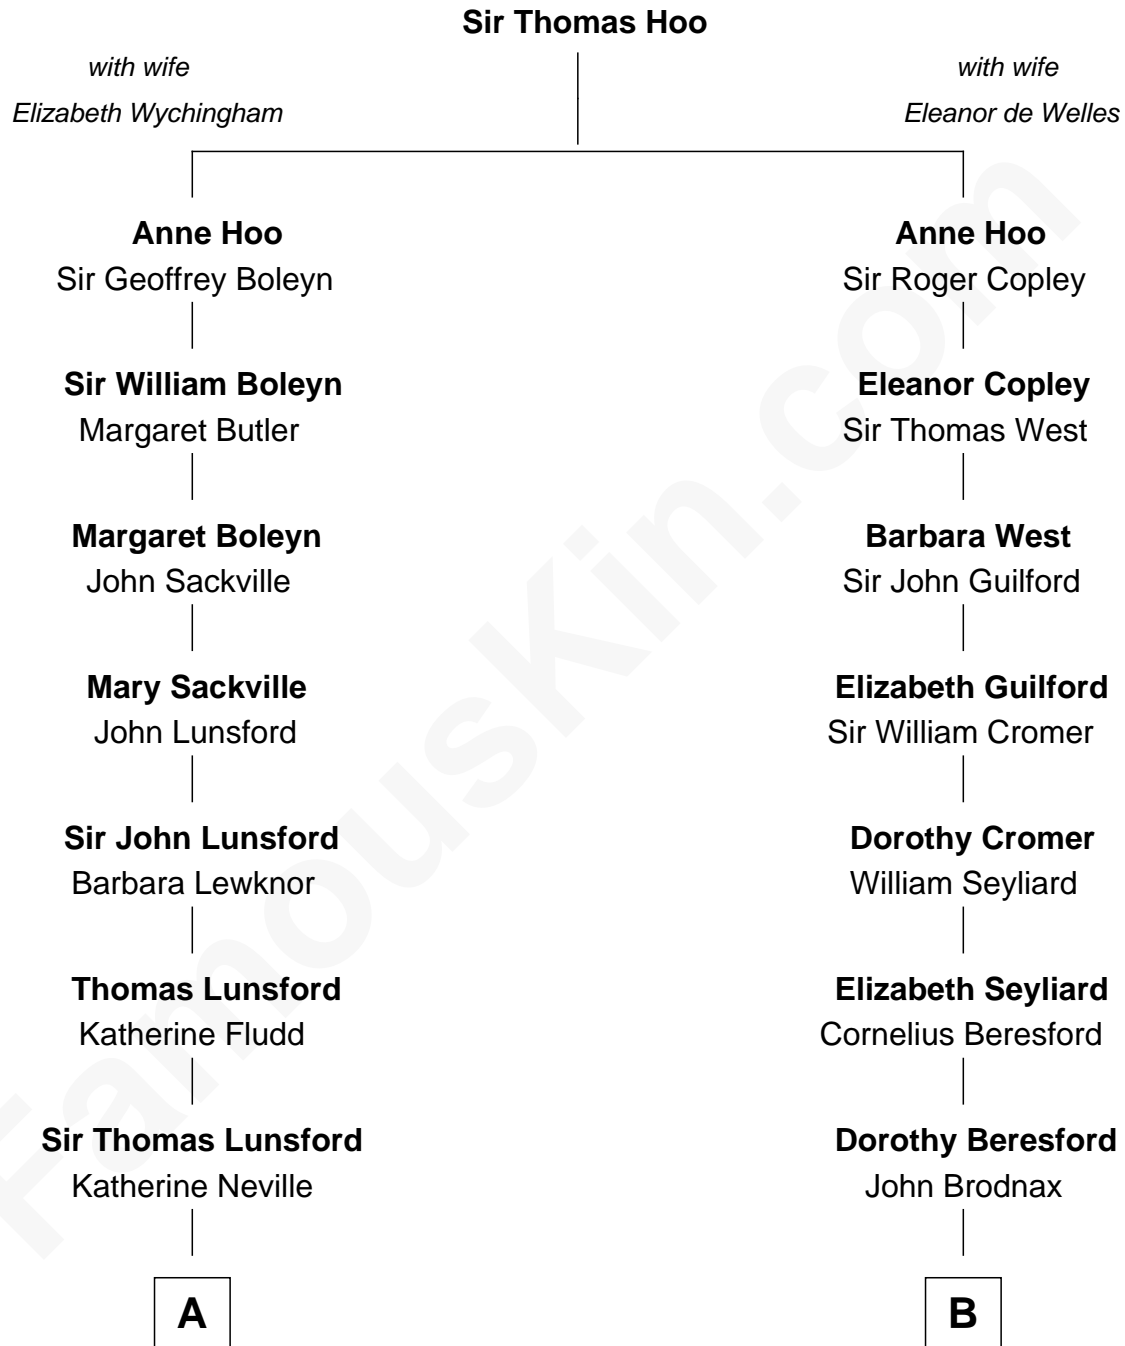 Sir Thomas Hoo
with wife
Elizabeth Wychingham
with wife
Eleanor de Welles
Anne Hoo
Sir Geoffrey Boleyn
Anne Hoo
Sir Roger Copley
Sir William Boleyn
Margaret Butler
Eleanor Copley
Sir Thomas West
Margaret Boleyn
John Sackville
Barbara West
Sir John Guilford
Mary Sackville
John Lunsford
Elizabeth Guilford
Sir William Cromer
Sir John Lunsford
Barbara Lewknor
Dorothy Cromer
William Seyliard
Thomas Lunsford
Katherine Fludd
Elizabeth Seyliard
Cornelius Beresford
Sir Thomas Lunsford
Katherine Neville
Dorothy Beresford
John Brodnax
A
B
FamousKin.com